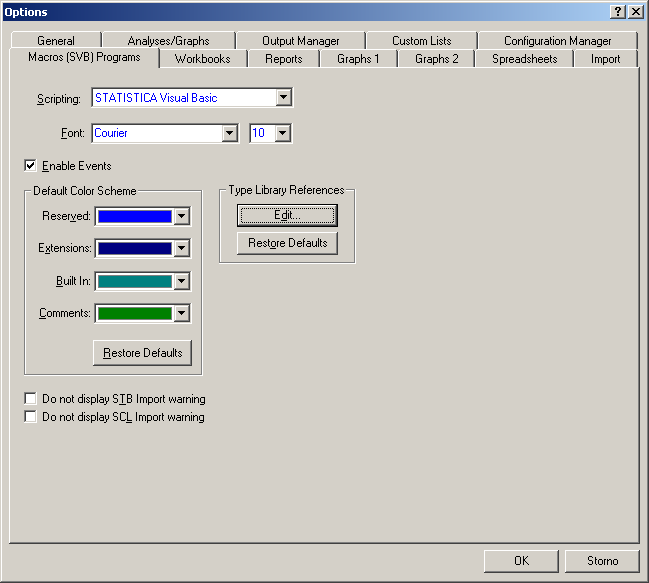 Options
General Analyses/Graphs Output Manager Custom Lists Configuration Manager
Macros (SVB) Programs Workbooks Reports Graphs 1 Graphs 2 Spreadsheets Import
Scripting: STATISTICA Visual Basic
Font: Courier 10
Enable Events
Default Color Scheme
Reserved:
Extensions:
Built In:
Comments:
Restore Defaults
Type Library References
Edit...
Restore Defaults
Do not display STB Import warning
Do not display SCL Import warning
OK Storno